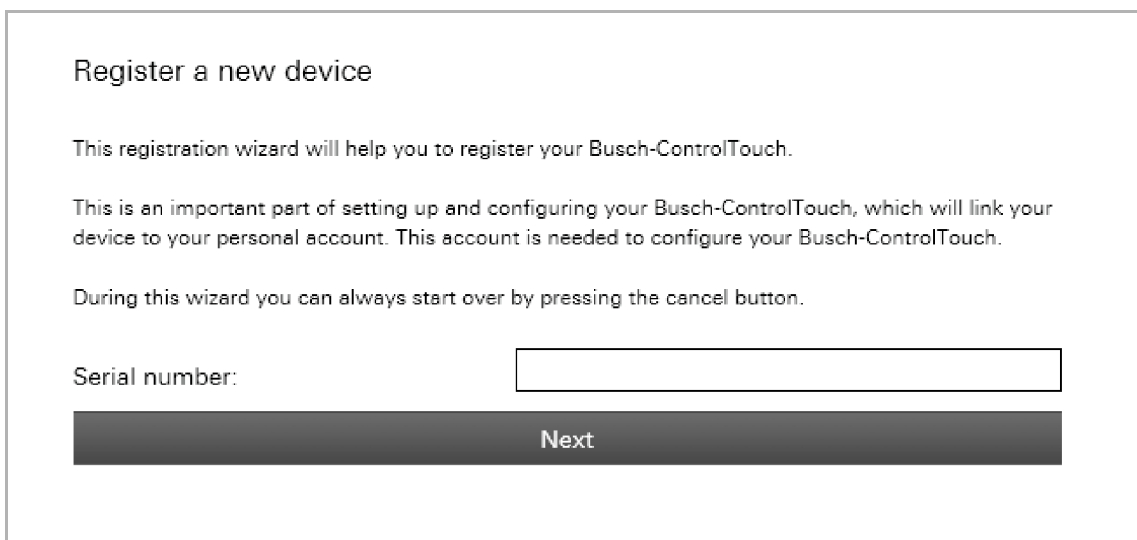 Register a new device
This registration wizard will help you to register your Busch-ControlTouch.
This is an important part of setting up and configuring your Busch-ControlTouch, which will link your
device to your personal account. This account is needed to configure your Busch-ControlTouch.
During this wizard you can always start over by pressing the cancel button.
Serial number:
Next